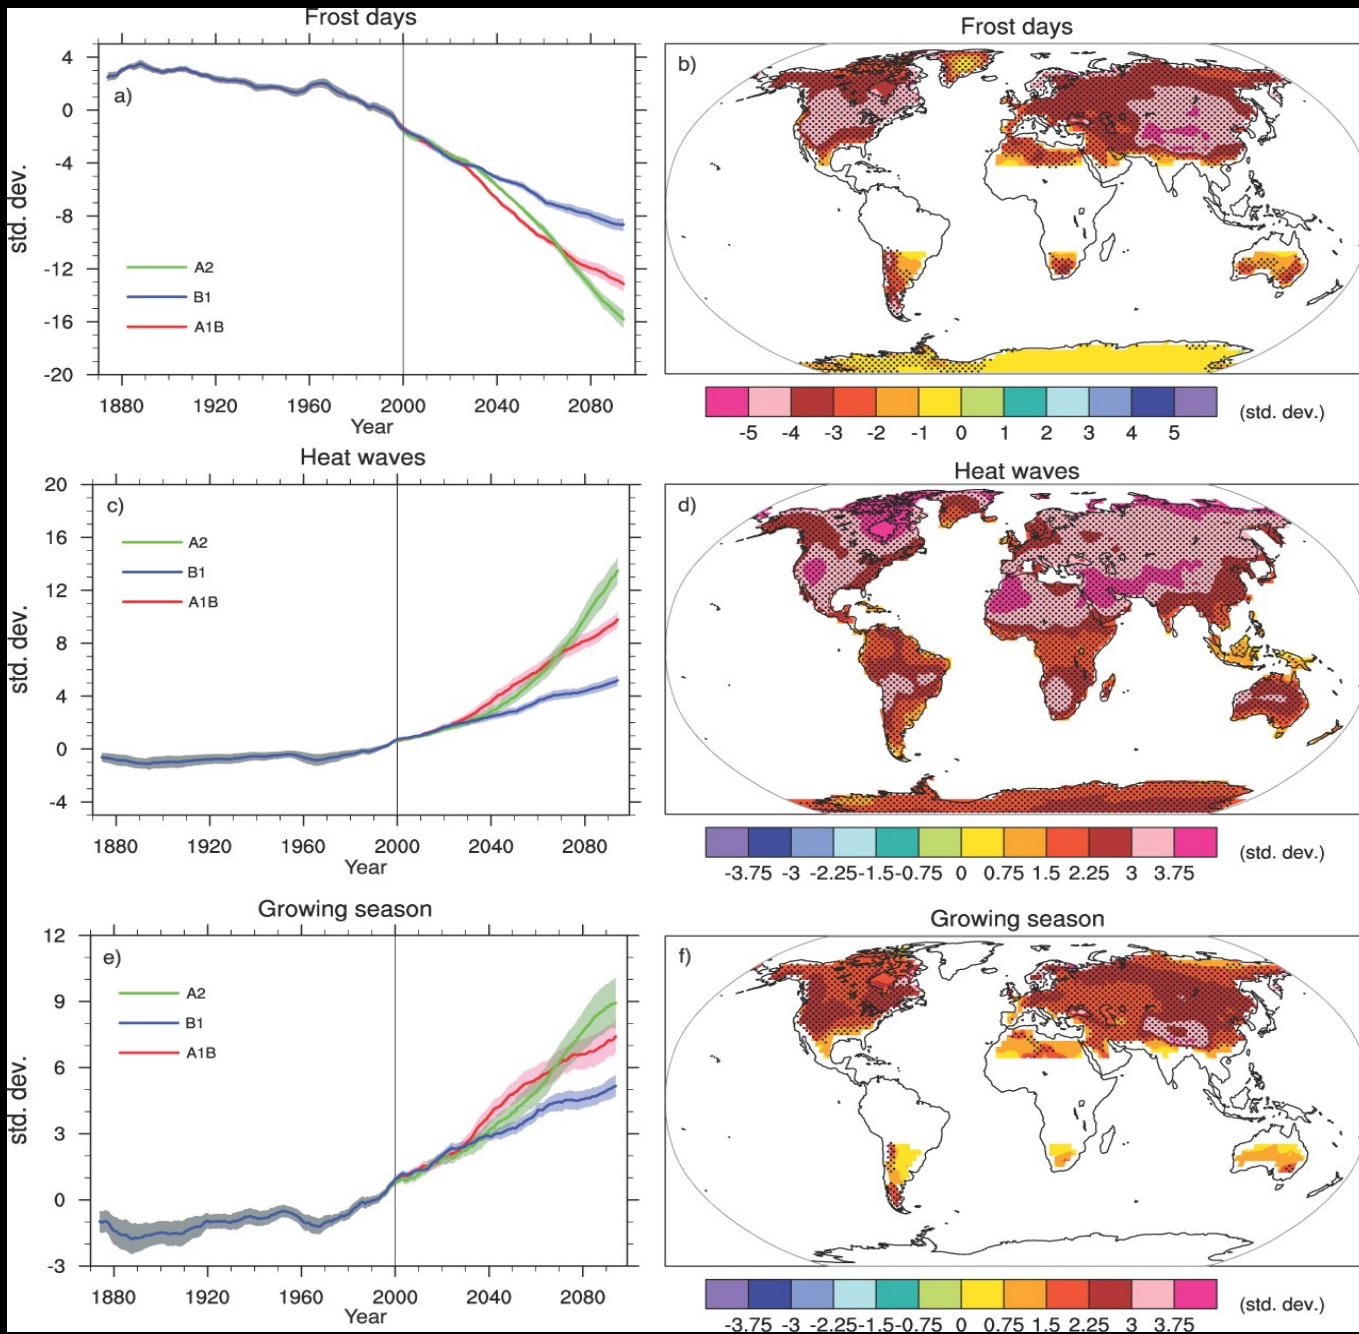 Frost days
4
0
-4
-8
-12
-16
-20
std. dev.
a)
A2
B1
A1B
1880 1920 1960 2000 2040 2080
Year
Frost days
b)
-5 -4 -3 -2 -1 0 1 2 3 4 5
(std. dev.)
Heat waves
20
16
12
8
4
0
-4
std. dev.
c)
A2
B1
A1B
1880 1920 1960 2000 2040 2080
Year
Heat waves
d)
-3.75 -3 -2.25 -1.5 -0.75 0 0.75 1.5 2.25 3 3.75
(std. dev.)
Growing season
12
9
6
3
0
-3
std. dev.
e)
A2
B1
A1B
1880 1920 1960 2000 2040 2080
Year
Growing season
f)
-3.75 -3 -2.25 -1.5 -0.75 0 0.75 1.5 2.25 3 3.75
(std. dev.)